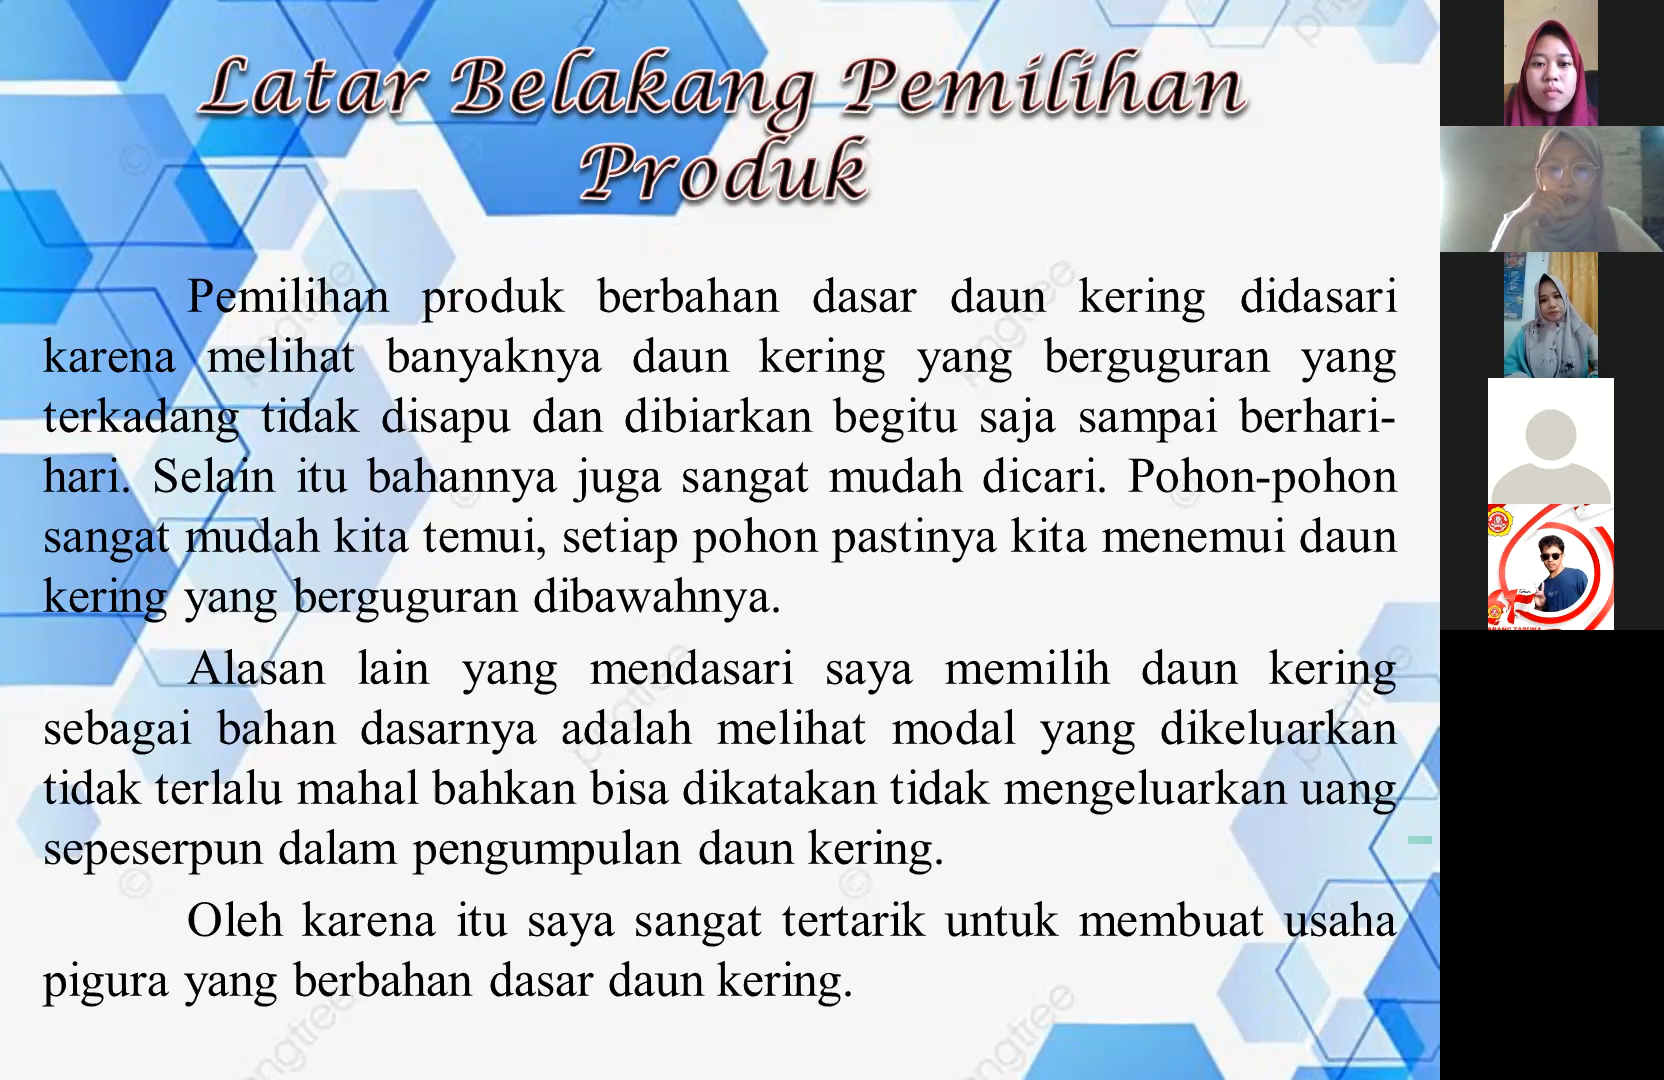 Latar Belakang Pemilihan
Produk
Pemilihan produk berbahan dasar daun kering didasari
karena melihat banyaknya daun kering yang berguguran yang
terkadang tidak disapu dan dibiarkan begitu saja sampai berhari-
hari. Selain itu bahannya juga sangat mudah dicari. Pohon-pohon
sangat mudah kita temui, setiap pohon pastinya kita menemui daun
kering yang berguguran dibawahnya.
Alasan lain yang mendasari saya memilih daun kering
sebagai bahan dasarnya adalah melihat modal yang dikeluarkan
tidak terlalu mahal bahkan bisa dikatakan tidak mengeluarkan uang
sepeserpun dalam pengumpulan daun kering.
Oleh karena itu saya sangat tertarik untuk membuat usaha
pigura yang berbahan dasar daun kering.
pngtree